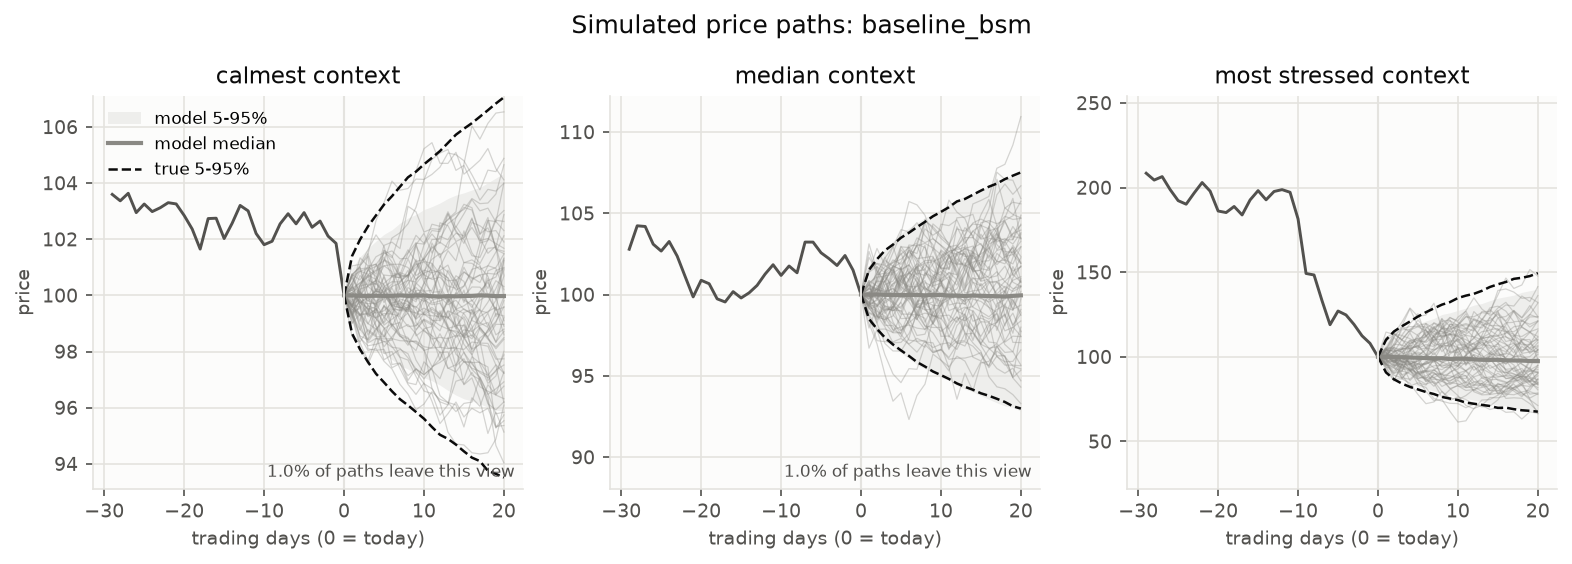 Simulated price paths: baseline_bsm
calmest context
106
104
102
100
98
96
94
price
model 5-95%
model median
true 5-95%
1.0% of paths leave this view
−30
−20
−10
0
10
20
trading days (0 = today)
median context
110
105
100
95
90
price
1.0% of paths leave this view
−30
−20
−10
0
10
20
trading days (0 = today)
most stressed context
250
200
150
100
50
price
−30
−20
−10
0
10
20
trading days (0 = today)